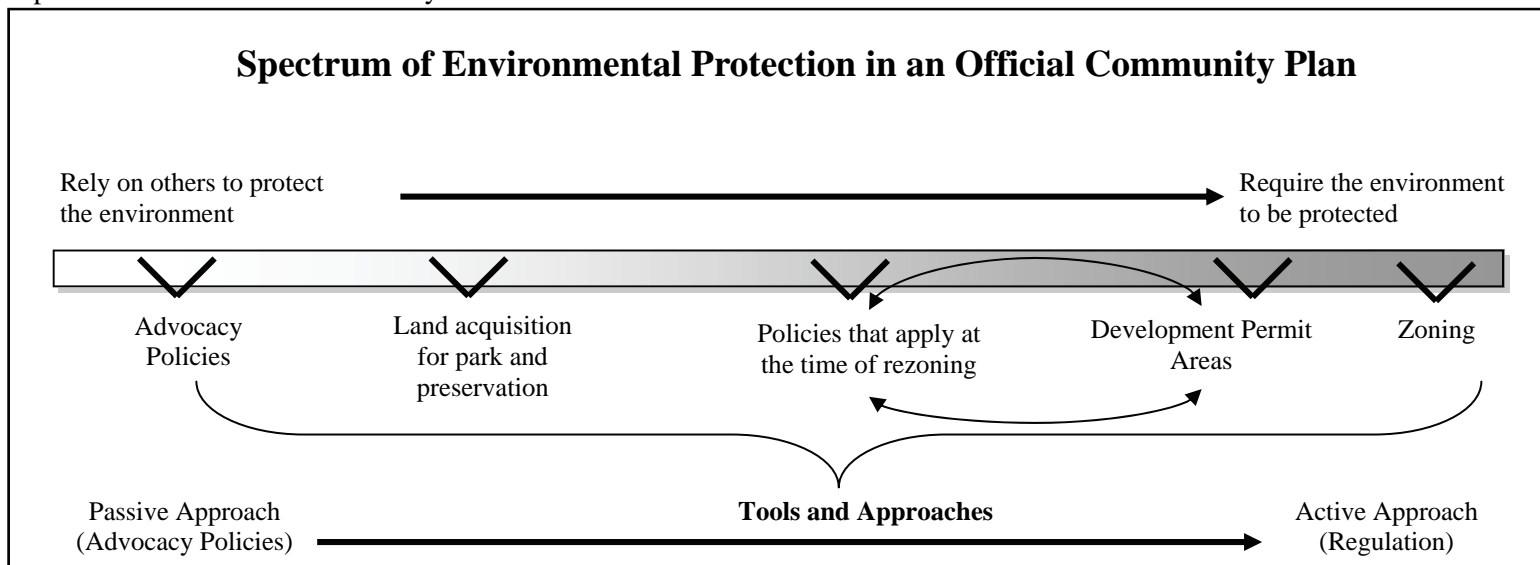 Spectrum of Environmental Protection in an Official Community Plan
Rely on others to protect
the environment
Require the environment
to be protected
Advocacy
Policies
Land acquisition
for park and
preservation
Policies that apply at
the time of rezoning
Development Permit
Areas
Zoning
Passive Approach
(Advocacy Policies)
Tools and Approaches
Active Approach
(Regulation)